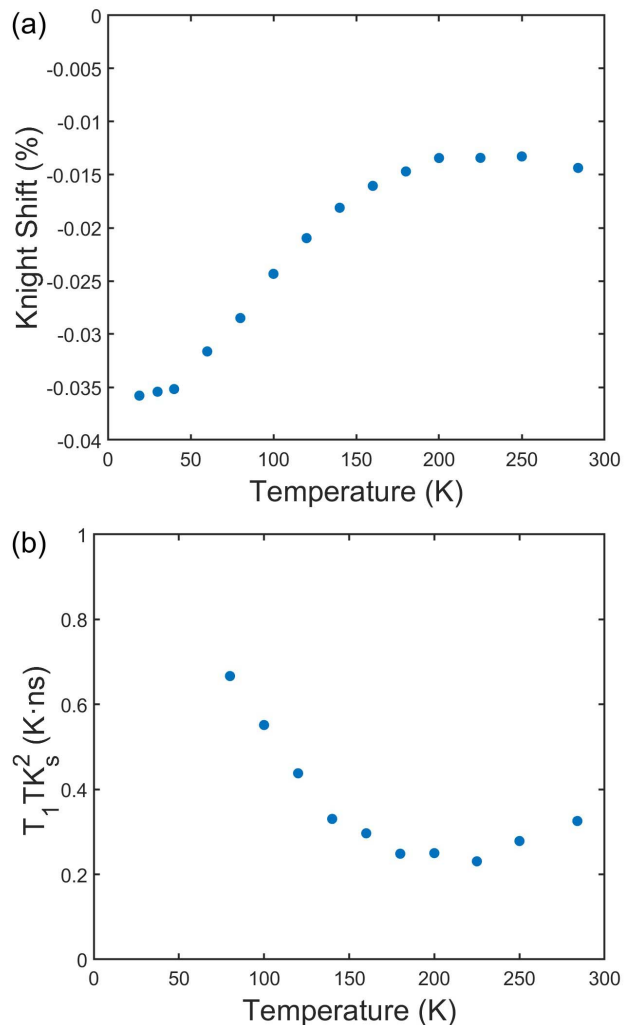 (a)
Knight Shift (%)
0
-0.005
-0.01
-0.015
-0.02
-0.025
-0.03
-0.035
-0.04
0 50 100 150 200 250 300
Temperature (K)
(b)
T₁TKₛ² (K·ns)
1
0.8
0.6
0.4
0.2
0
0 50 100 150 200 250 300
Temperature (K)